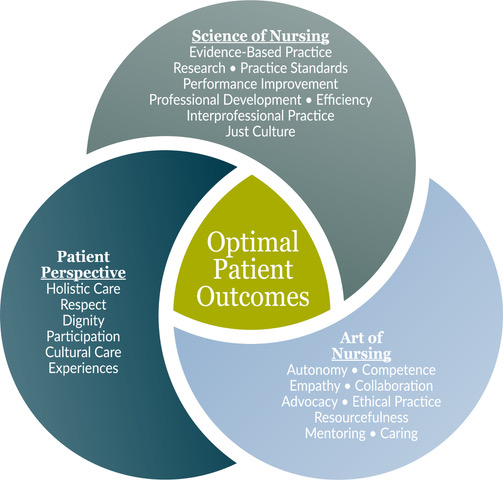 Science of Nursing
Evidence-Based Practice
Research • Practice Standards
Performance Improvement
Professional Development • Efficiency
Interprofessional Practice
Just Culture
Optimal
Patient
Outcomes
Patient
Perspective
Holistic Care
Respect
Dignity
Participation
Cultural Care
Experiences
Art of
Nursing
Autonomy • Competence
Empathy • Collaboration
Advocacy • Ethical Practice
Resourcefulness
Mentoring • Caring